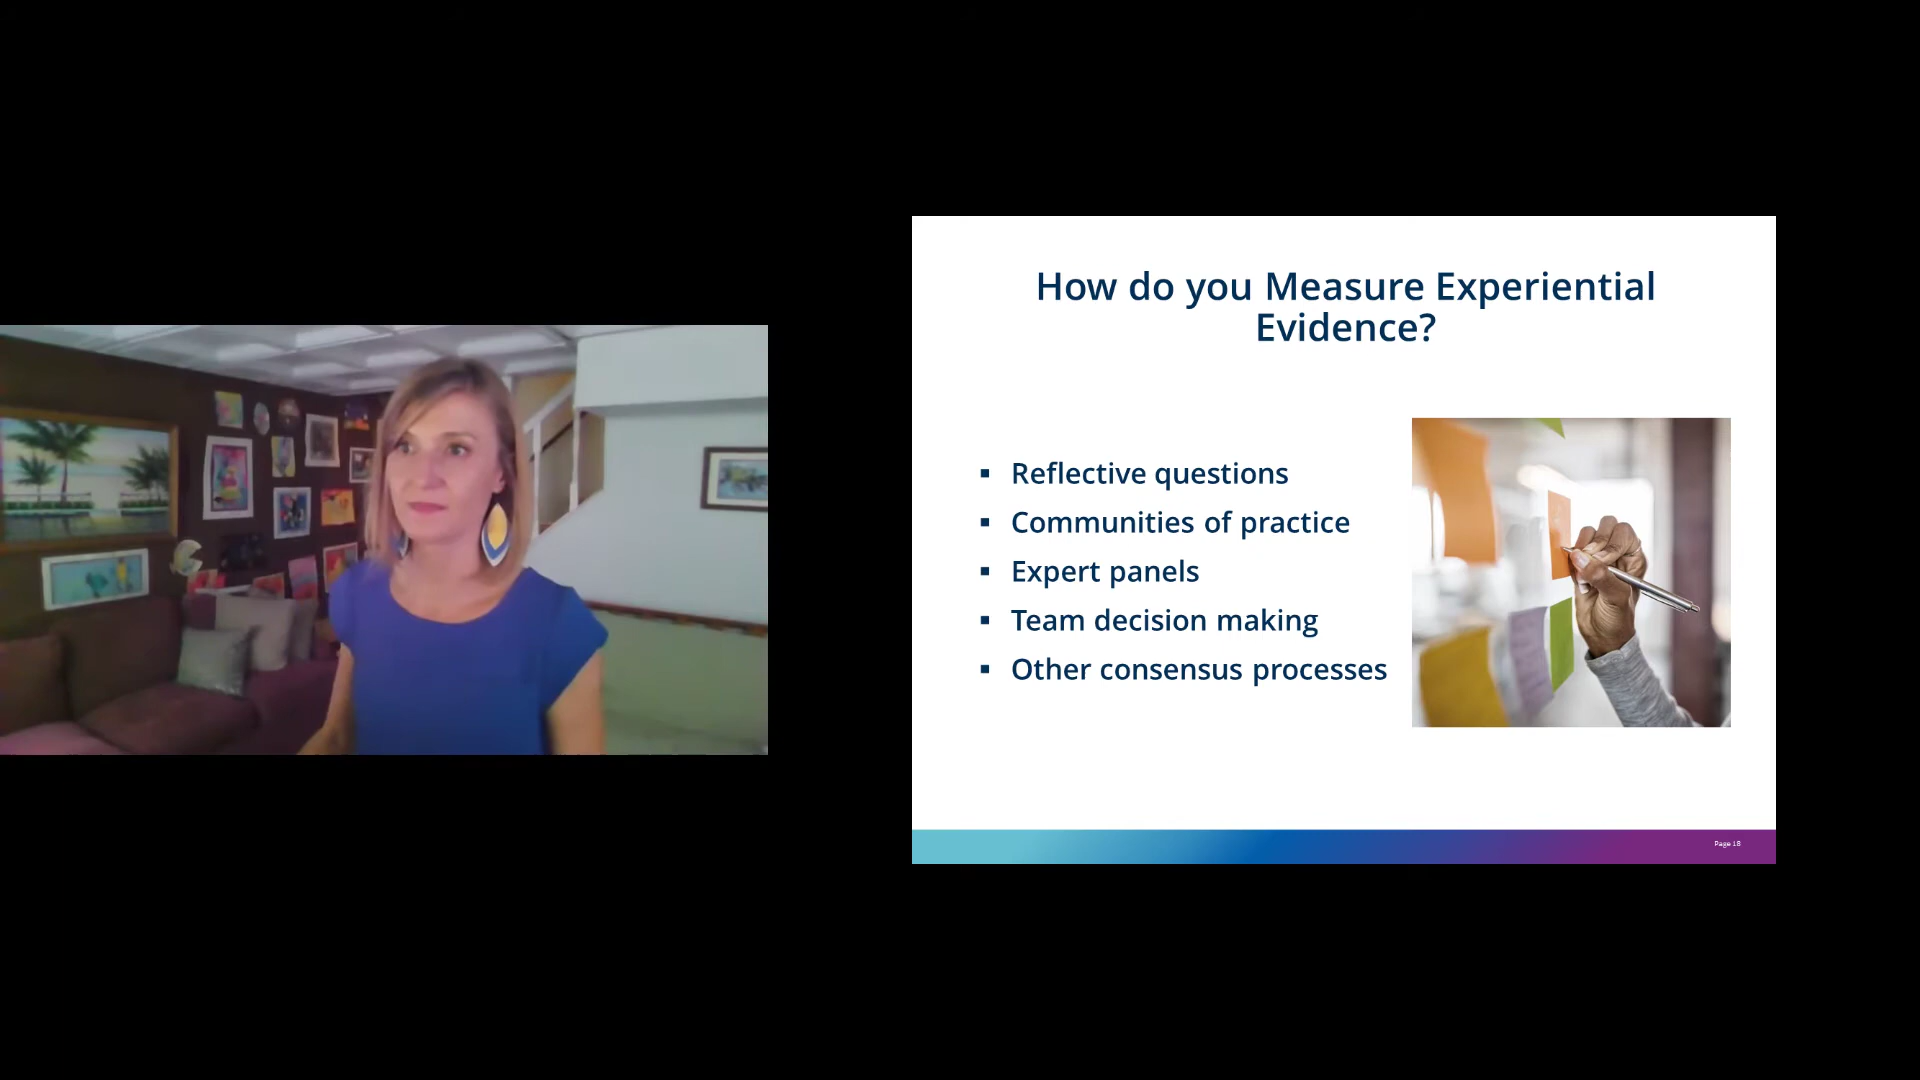 How do you Measure Experiential
Evidence?
▪ Reflective questions
▪ Communities of practice
▪ Expert panels
▪ Team decision making
▪ Other consensus processes
Page 18